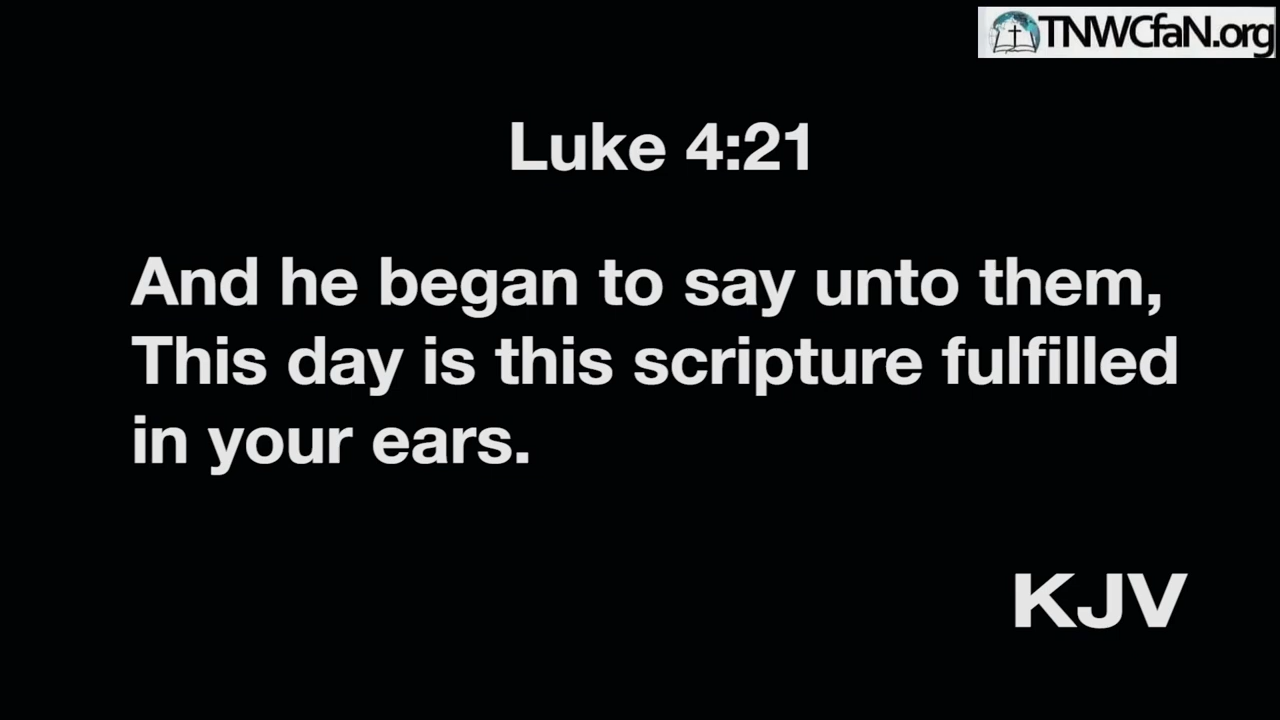 TNWCfaN.org
Luke 4:21
And he began to say unto them,
This day is this scripture fulfilled
in your ears.
KJV